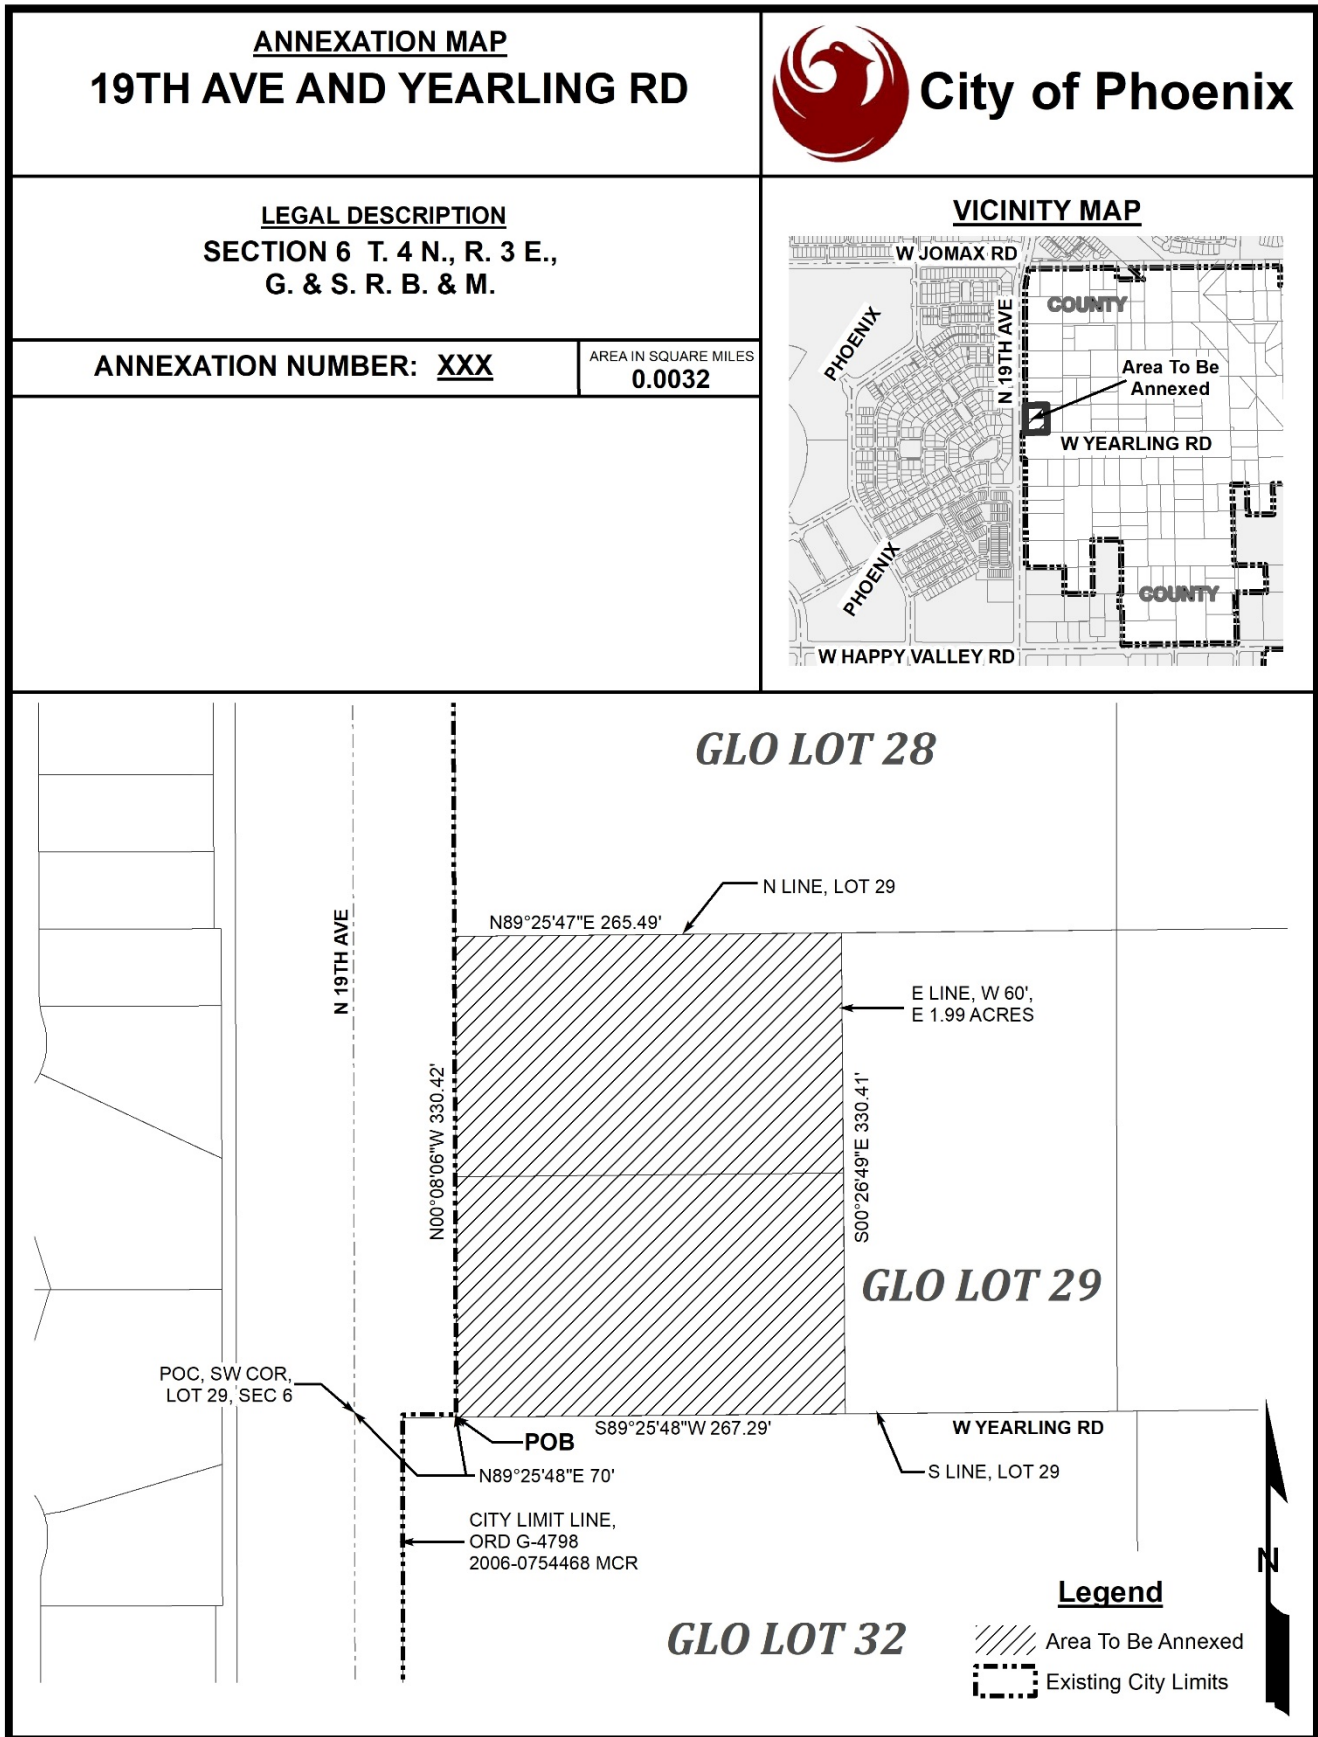 ANNEXATION MAP
19TH AVE AND YEARLING RD
City of Phoenix
LEGAL DESCRIPTION
SECTION 6 T. 4 N., R. 3 E.,
G. & S. R. B. & M.
ANNEXATION NUMBER: XXX
AREA IN SQUARE MILES
0.0032
VICINITY MAP
W JOMAX RD
PHOENIX
N 19TH AVE
COUNTY
Area To Be
Annexed
W YEARLING RD
PHOENIX
COUNTY
W HAPPY VALLEY RD
GLO LOT 28
N LINE, LOT 29
N89°25'47"E 265.49'
N 19TH AVE
E LINE, W 60',
E 1.99 ACRES
N00°08'06"W 330.42'
S00°26'49"E 330.41'
GLO LOT 29
POC, SW COR,
LOT 29, SEC 6
POB
S89°25'48"W 267.29'
W YEARLING RD
N89°25'48"E 70'
S LINE, LOT 29
CITY LIMIT LINE,
ORD G-4798
2006-0754468 MCR
N
GLO LOT 32
Legend
Area To Be Annexed
Existing City Limits